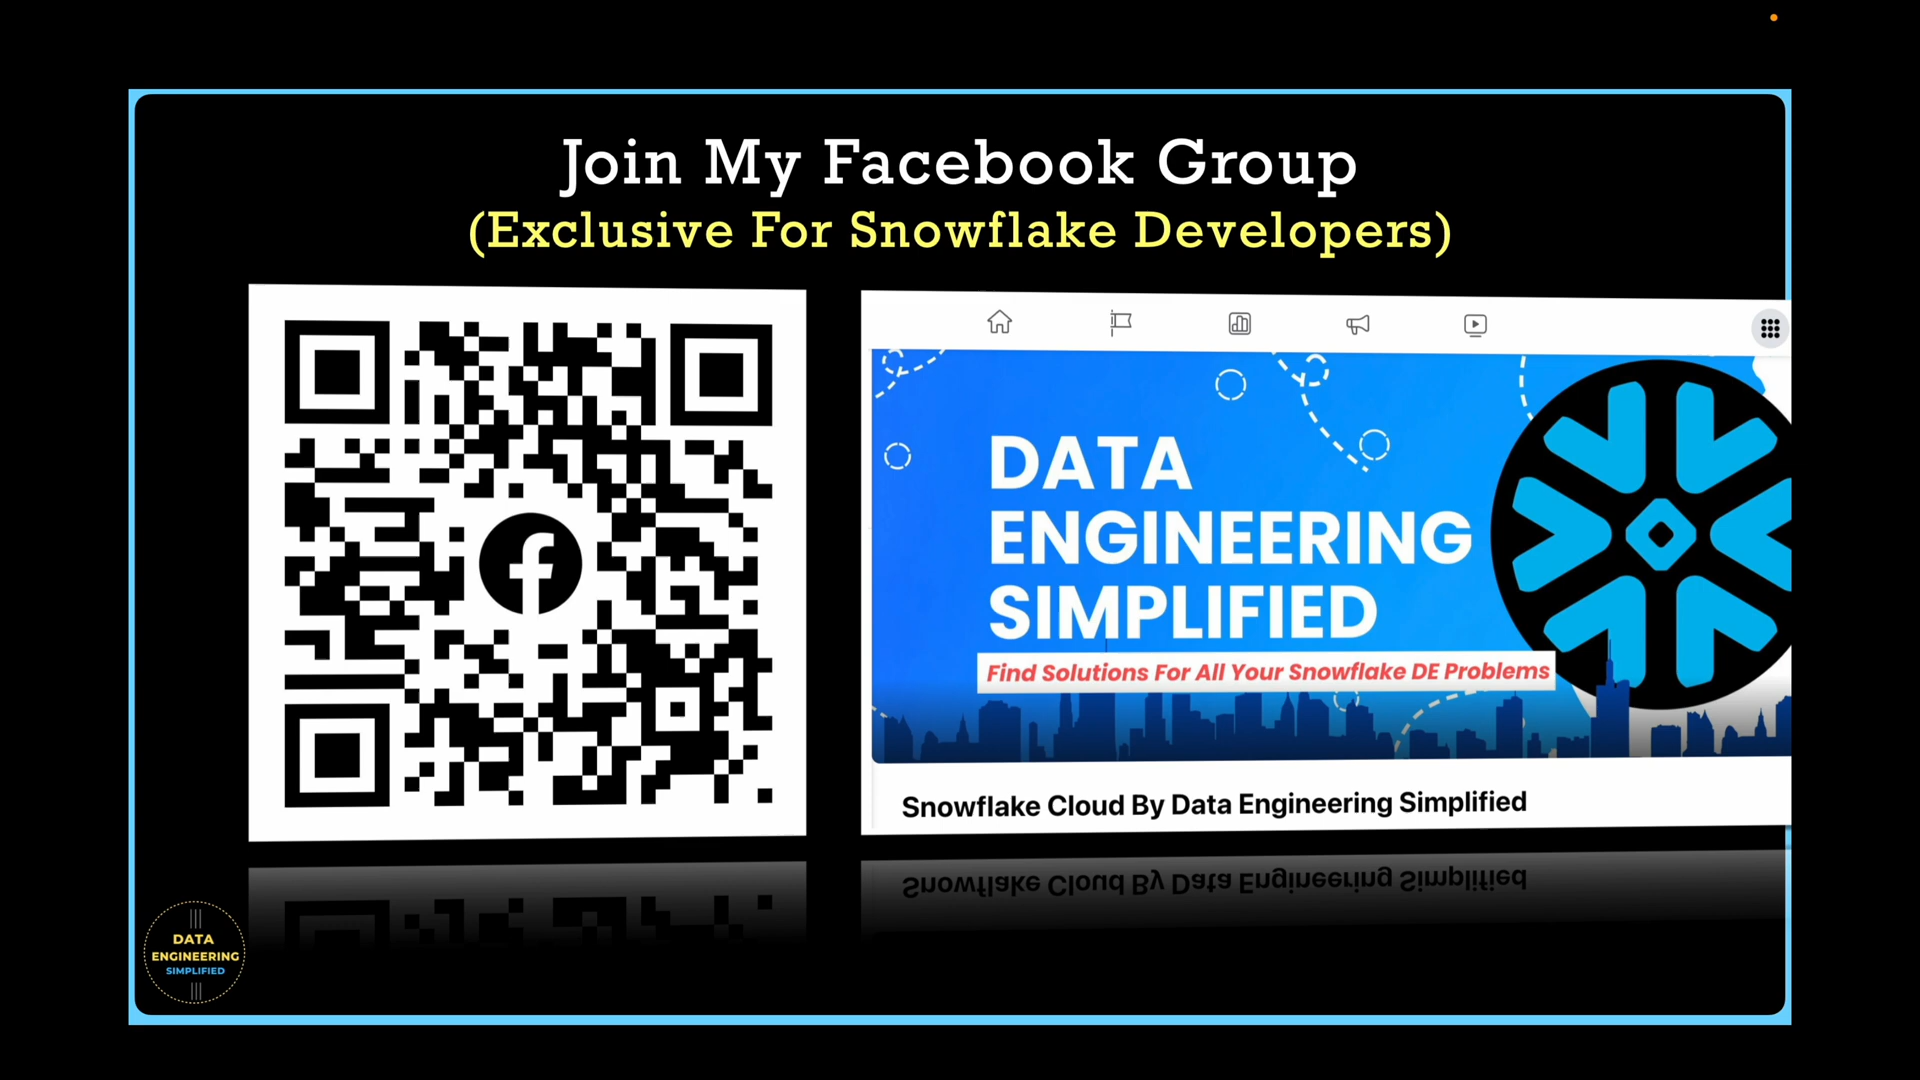 Join My Facebook Group
(Exclusive For Snowflake Developers)
DATA
ENGINEERING
SIMPLIFIED
Find Solutions For All Your Snowflake DE Problems
Snowflake Cloud By Data Engineering Simplified
Snowflake Cloud By Data Engineering Simplified
DATA
ENGINEERING
SIMPLIFIED